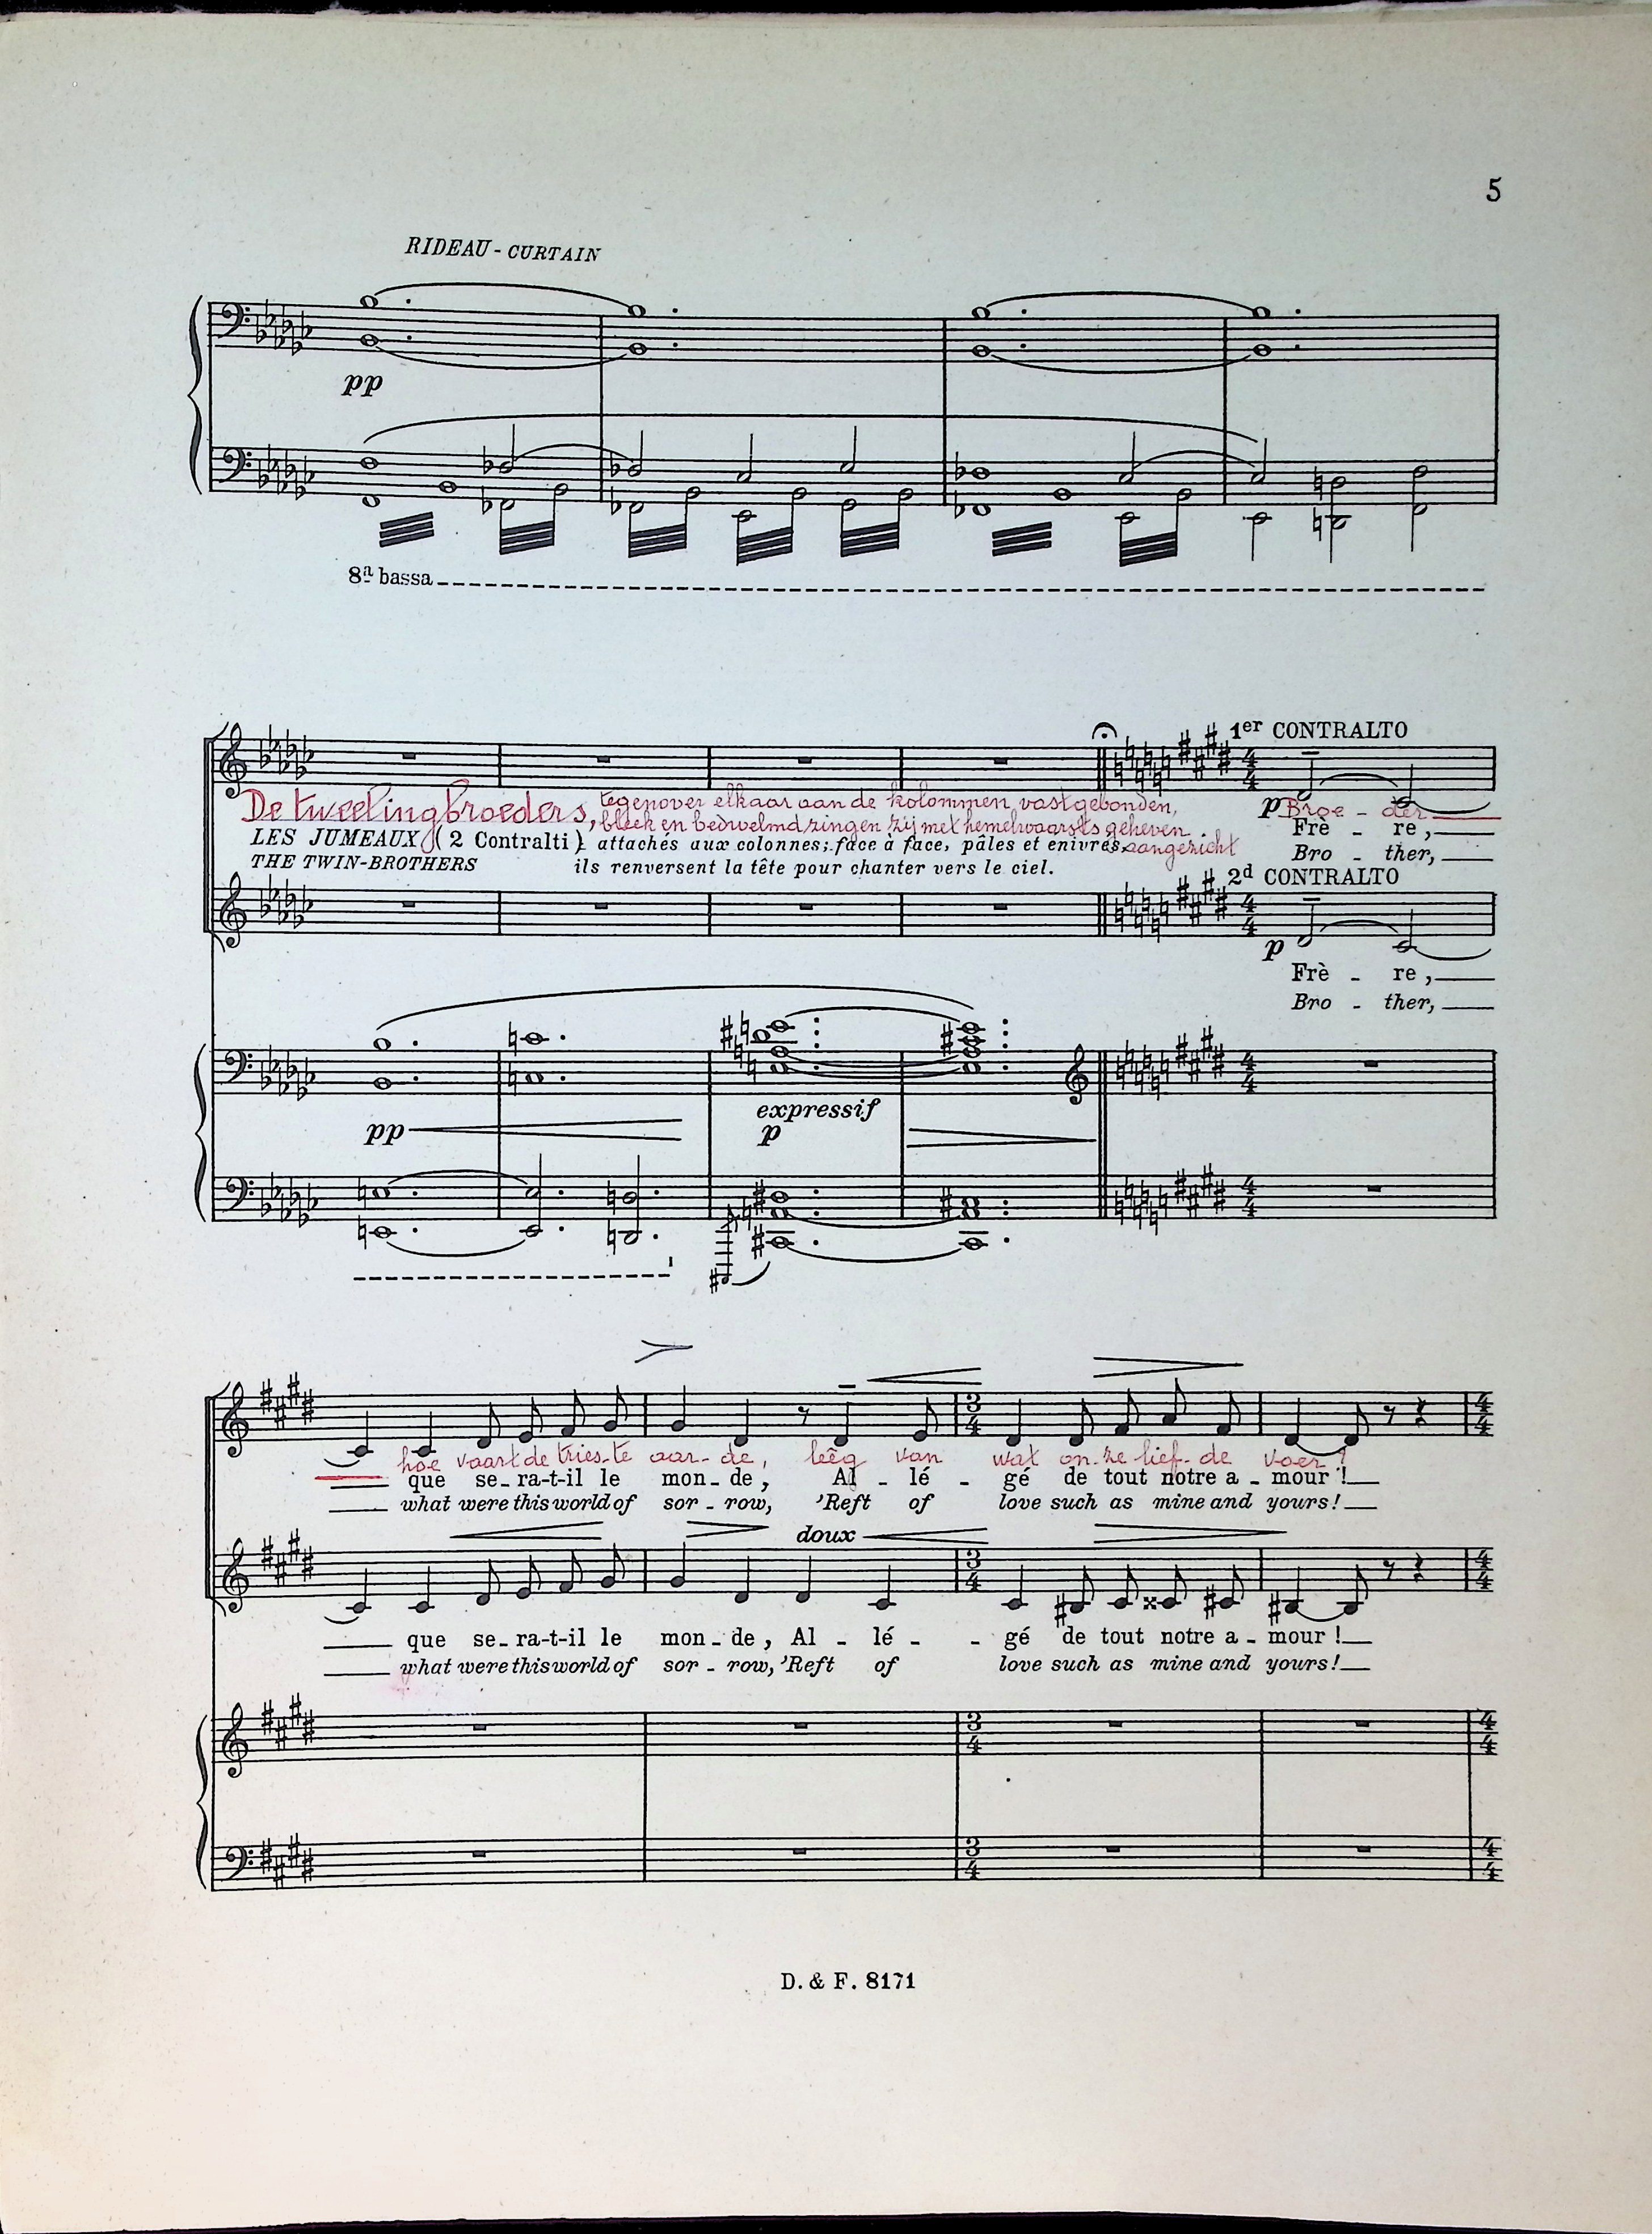 5
RIDEAU - CURTAIN
pp
8ª bassa
1er CONTRALTO
De tweelingbroeders, tegenover elkaar aan de kolommen vastgebonden,
bleek en bedwelmd zingen zij met hemelwaarts geheven aangezicht
p Broe - der
LES JUMEAUX ( 2 Contralti ) attachés aux colonnes; face à face, pâles et enivrés,
Frè - re,
THE TWIN-BROTHERS ils renversent la tête pour chanter vers le ciel.
Bro - ther,
2d CONTRALTO
p
Frè - re,
Bro - ther,
expressif
pp p
hoe vaart de tries-te aar-de, leêg van wat on-ze lief-de voer?
que se-ra-t-il le mon-de, Al - lé - gé de tout notre a - mour !
what were this world of sor - row, 'Reft of love such as mine and yours!
doux
que se-ra-t-il le mon-de, Al - lé - - gé de tout notre a - mour !
what were this world of sor - row, 'Reft of love such as mine and yours!
D. & F. 8171